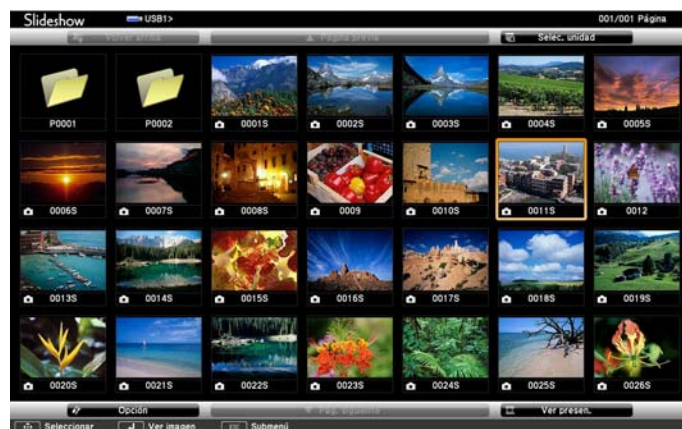 Slideshow USB1> 001/001 Página
Volver arriba Página previa Selec. unidad
P0001 P0002 0001S 0002S 0003S 0004S 0005S
0006S 0007S 0008S 0009 0010S 0011S 0012
0013S 0014S 0015S 0016S 0017S 0018S 0019S
0020S 0021S 0022S 0023S 0024S 0025S 0026S
Opción Pág. siguiente Ver presen.
Seleccionar Ver imagen Esc Submenú